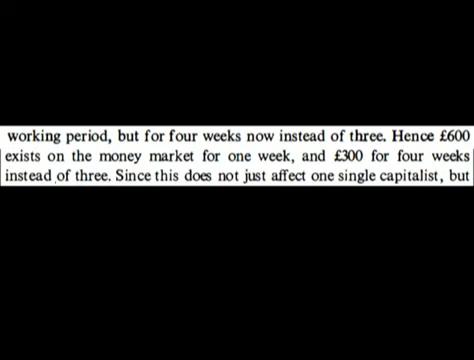 working period, but for four weeks now instead of three. Hence £600
exists on the money market for one week, and £300 for four weeks
instead of three. Since this does not just affect one single capitalist, but